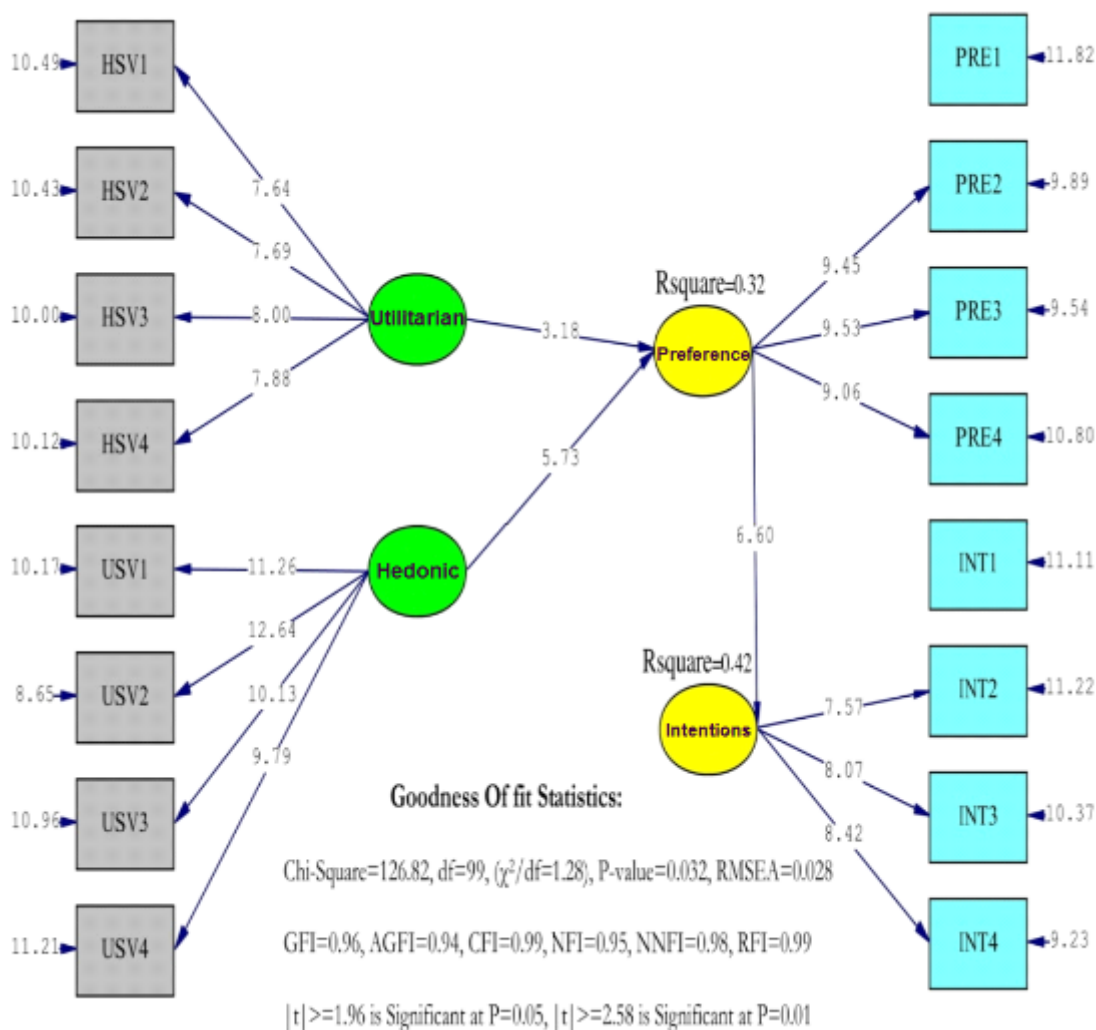 10.49 HSV1
PRE1 11.82
10.43 HSV2
PRE2 9.89
7.64
7.69
9.45
Rsquare=0.32
10.00 HSV3
8.00
Utilitarian
3.18
Preference
9.53
PRE3 9.54
7.88
9.06
10.12 HSV4
PRE4 10.80
5.73
6.60
10.17 USV1
11.26
Hedonic
INT1 11.11
12.64
Rsquare=0.42
8.65 USV2
10.13
7.57
INT2 11.22
Intentions
9.79
8.07
Goodness Of fit Statistics:
10.96 USV3
INT3 10.37
8.42
Chi-Square=126.82, df=99, (χ²/df=1.28), P-value=0.032, RMSEA=0.028
11.21 USV4
GFI=0.96, AGFI=0.94, CFI=0.99, NFI=0.95, NNFI=0.98, RFI=0.99
INT4 9.23
|t|>=1.96 is Significant at P=0.05, |t|>=2.58 is Significant at P=0.01